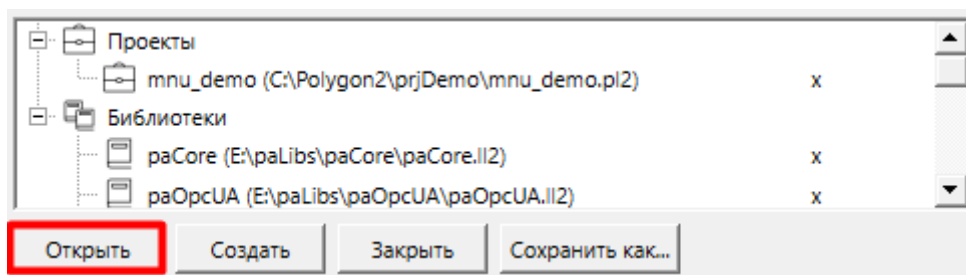 Проекты
mnu_demo (C:\Polygon2\prjDemo\mnu_demo.pl2) x
Библиотеки
paCore (E:\paLibs\paCore\paCore.ll2) x
paOpcUA (E:\paLibs\paOpcUA\paOpcUA.ll2) x
Открыть Создать Закрыть Сохранить как...